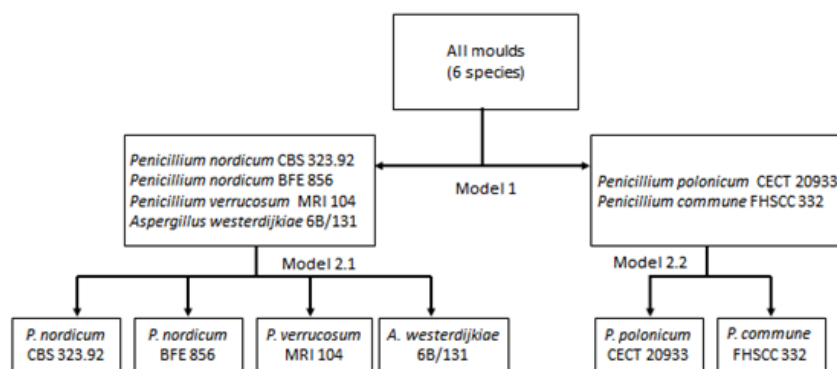 All moulds
(6 species)
Penicillium nordicum CBS 323.92
Penicillium nordicum BFE 856
Penicillium verrucosum MRI 104
Aspergillus westerdijkiae 6B/131
Model 1
Penicillium polonicum CECT 20933
Penicillium commune FHSCC 332
Model 2.1
Model 2.2
P. nordicum
CBS 323.92
P. nordicum
BFE 856
P. verrucosum
MRI 104
A. westerdijkiae
6B/131
P. polonicum
CECT 20933
P. commune
FHSCC 332